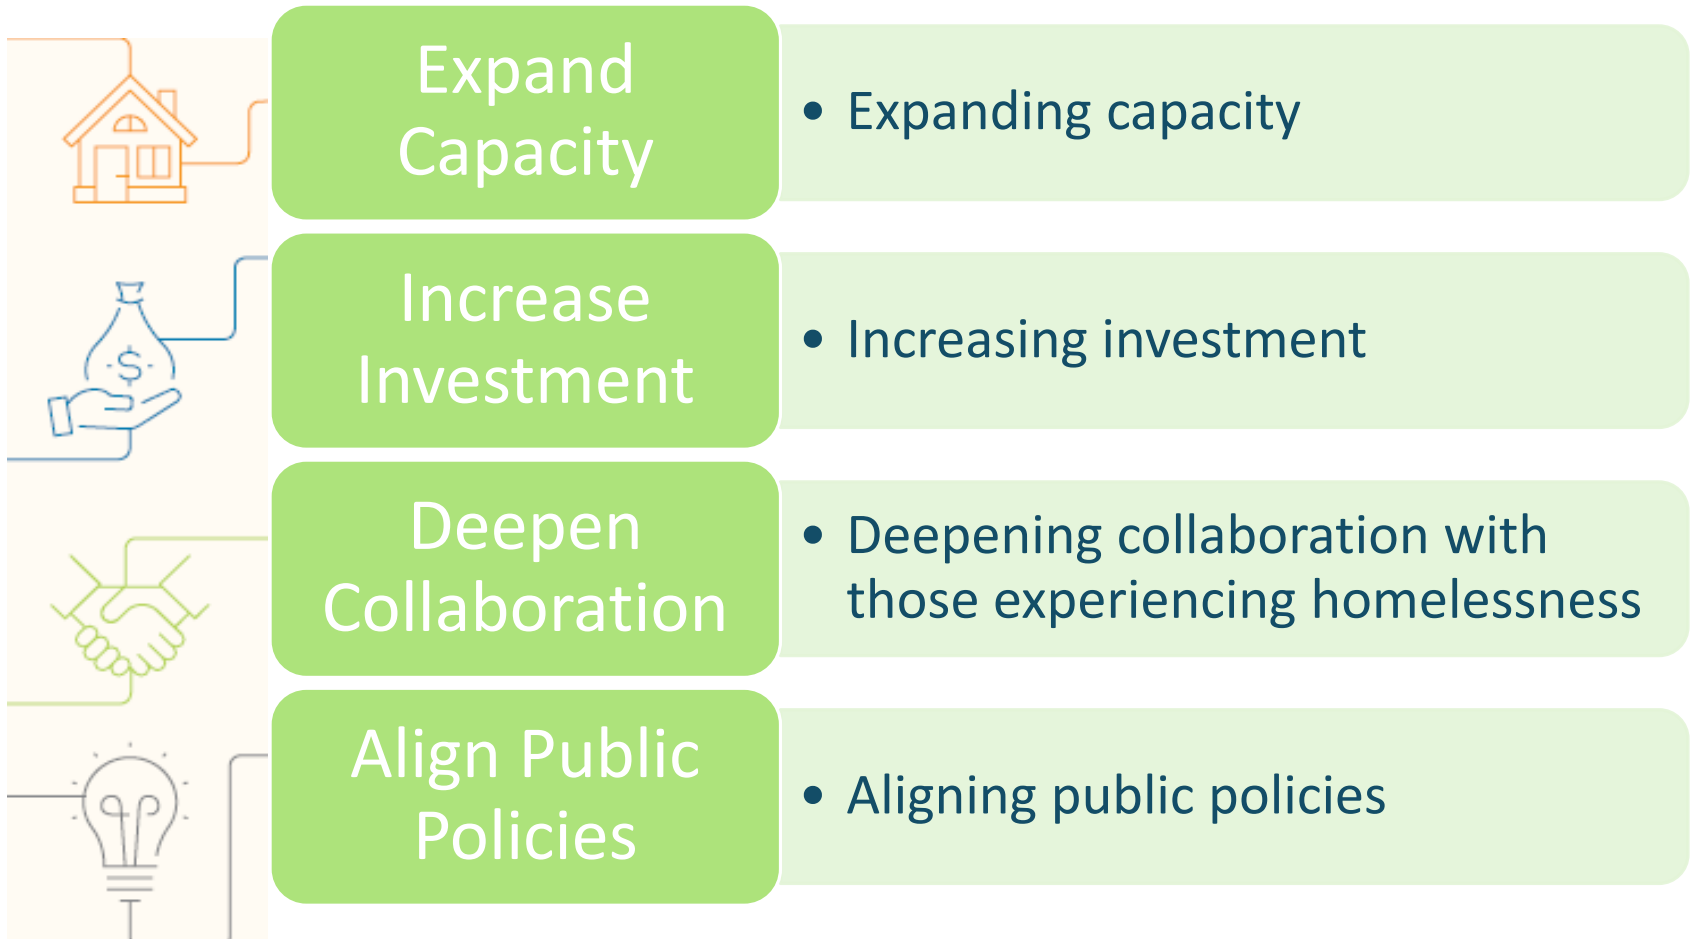 Expand
Capacity
• Expanding capacity
Increase
Investment
$
• Increasing investment
Deepen
Collaboration
• Deepening collaboration with
those experiencing homelessness
Align Public
Policies
• Aligning public policies